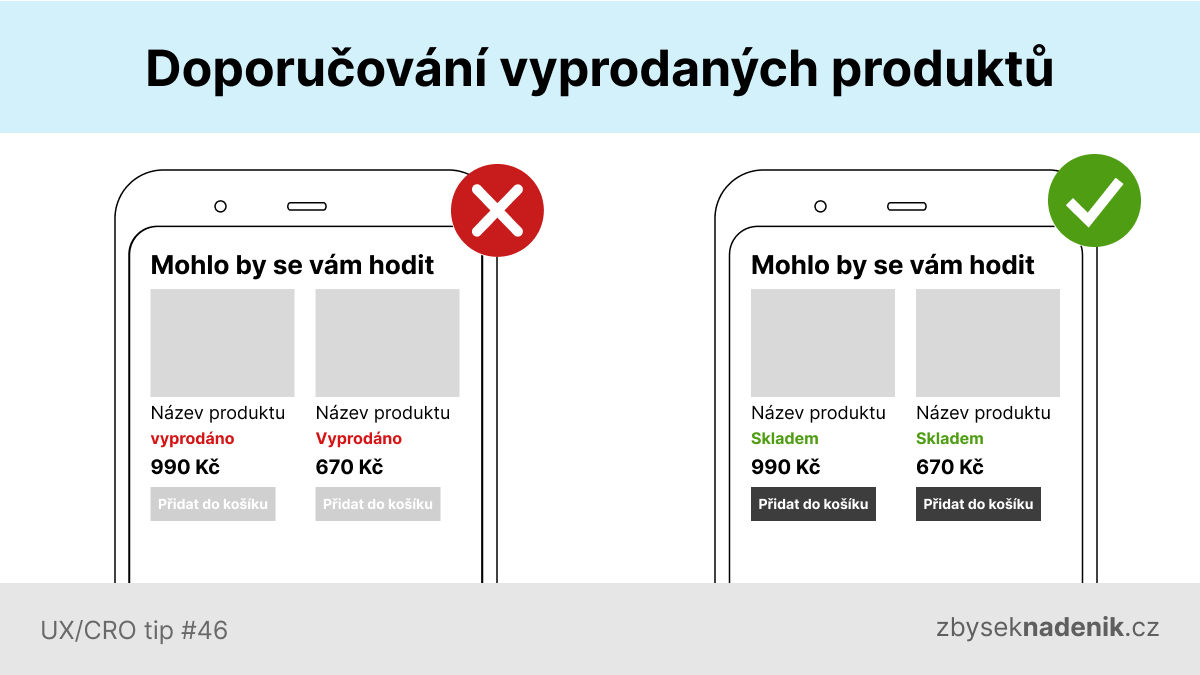 Doporučování vyprodaných produktů
Mohlo by se vám hodit
Název produktu
vyprodáno
990 Kč
Přidat do košíku
Název produktu
Vyprodáno
670 Kč
Přidat do košíku
Mohlo by se vám hodit
Název produktu
Skladem
990 Kč
Přidat do košíku
Název produktu
Skladem
670 Kč
Přidat do košíku
UX/CRO tip #46
zbyseknadenik.cz